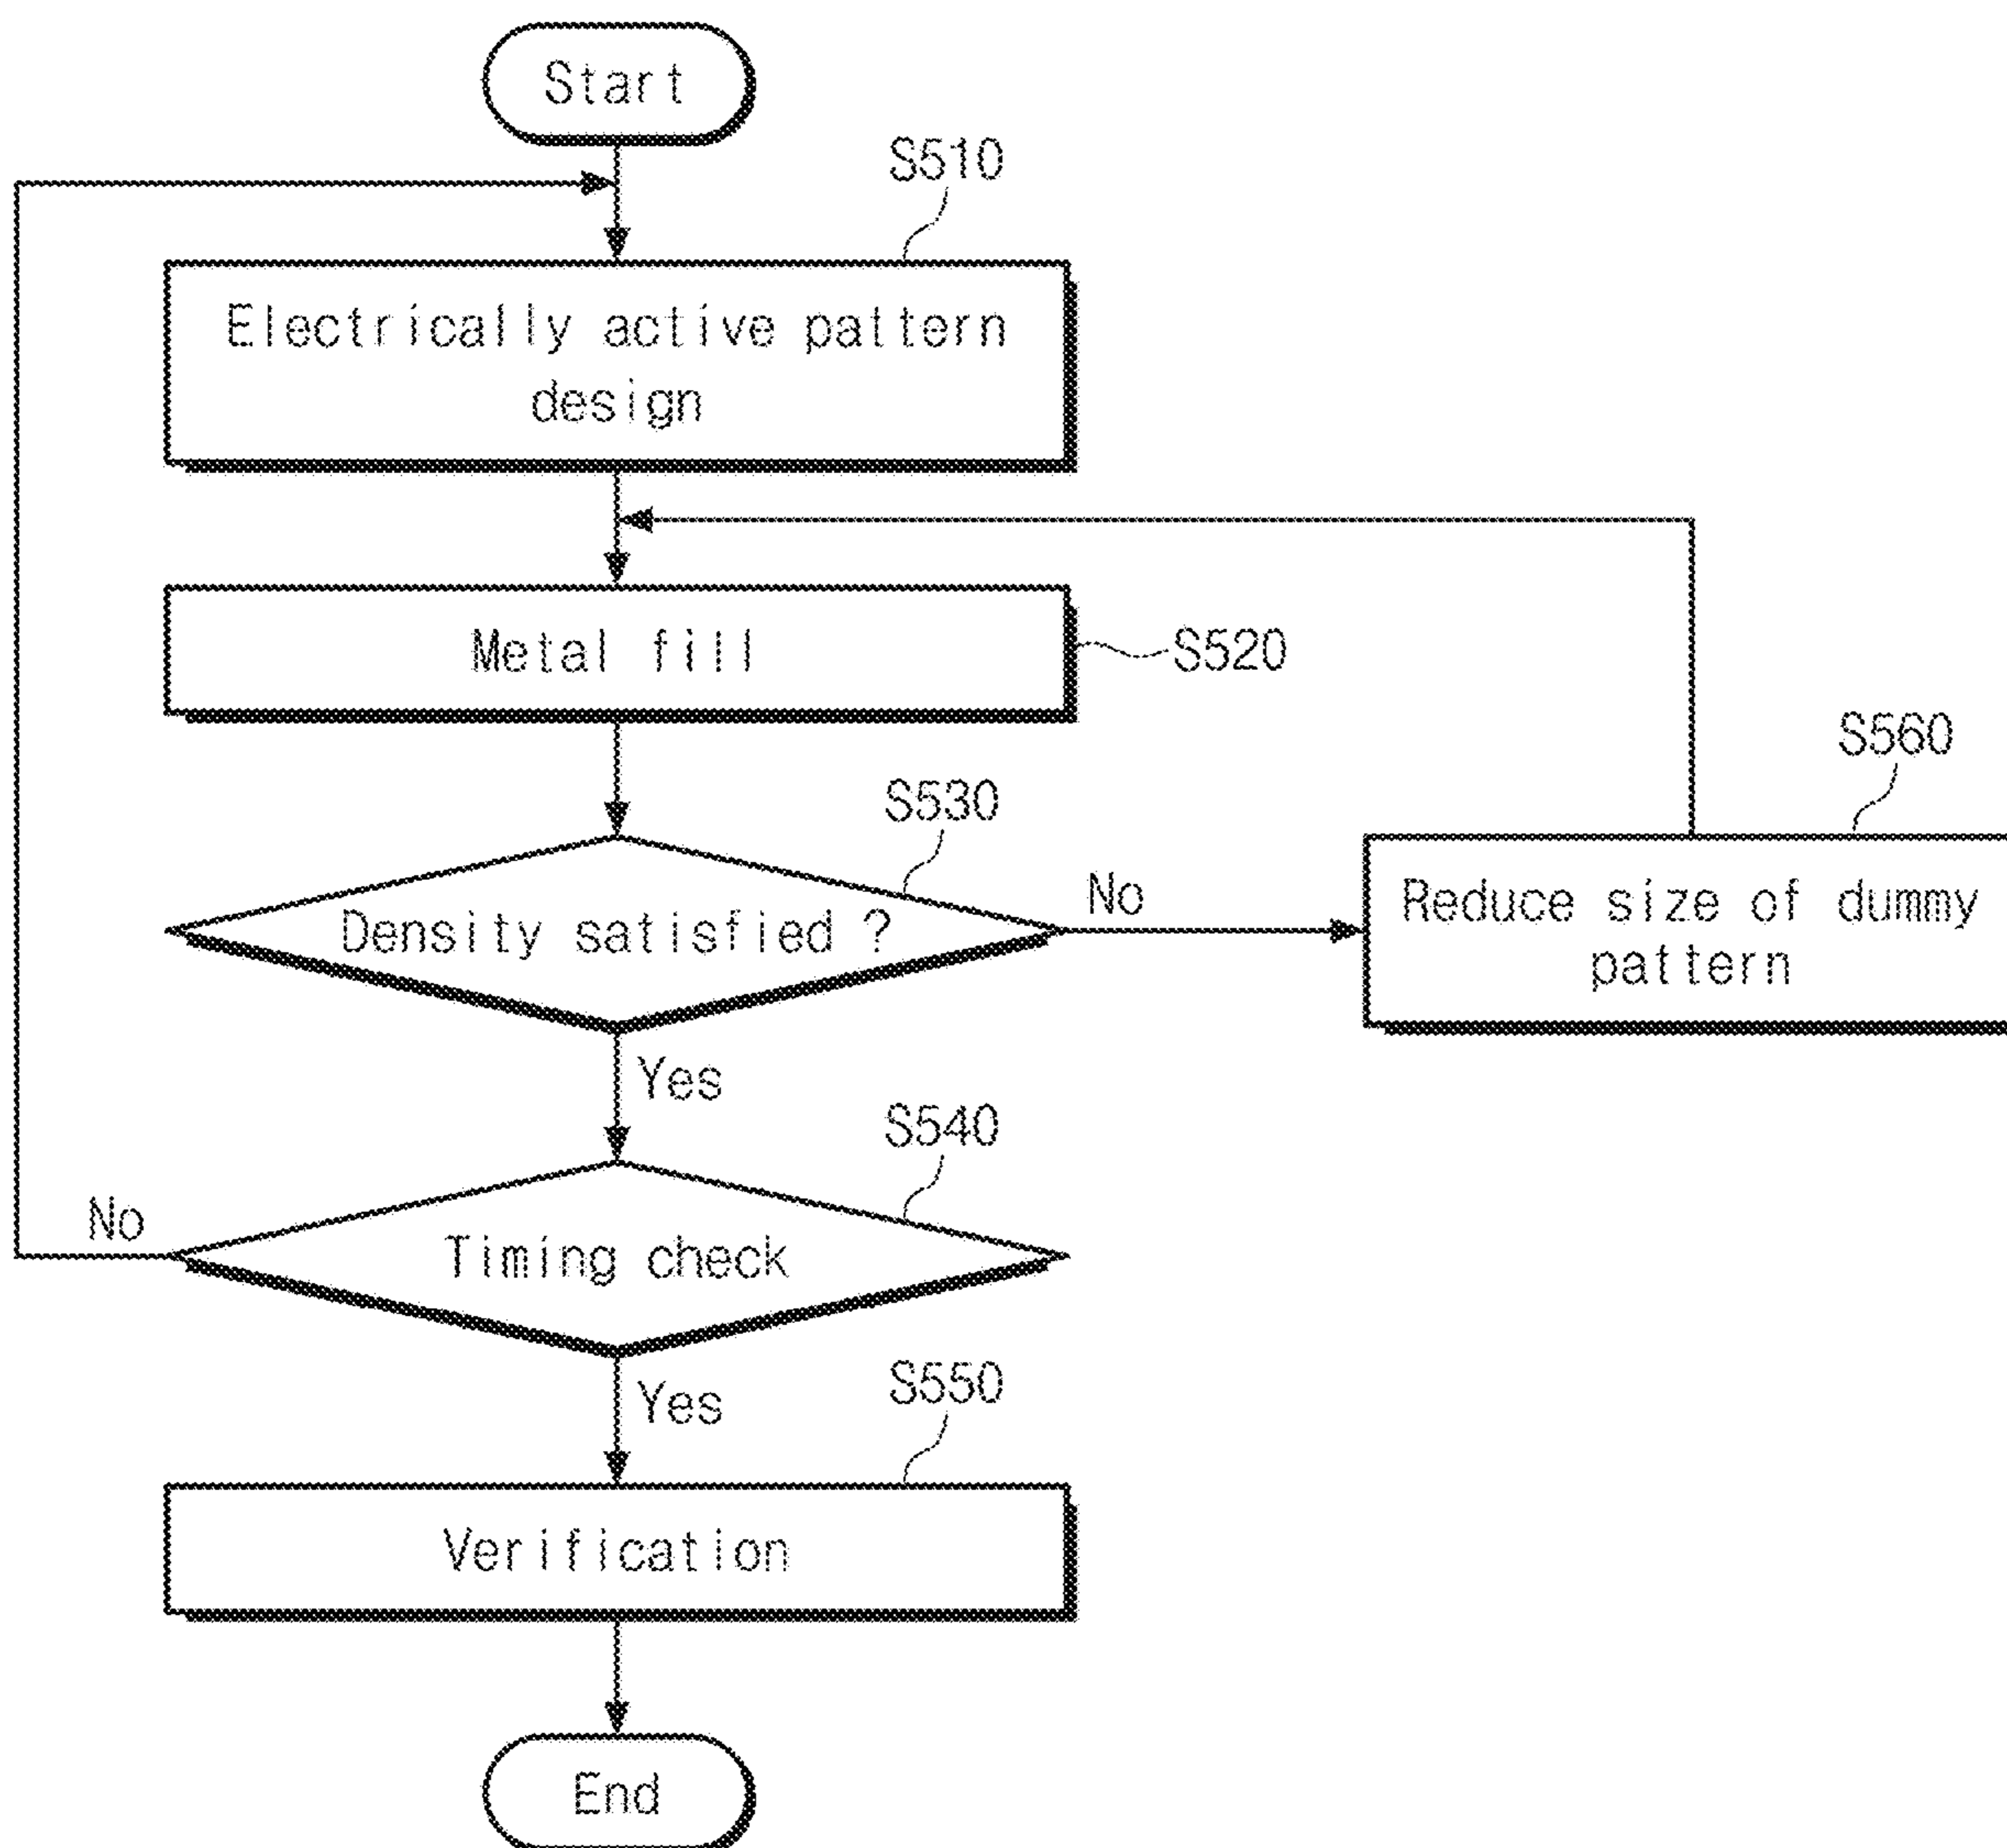 Start
S510
Electrically active pattern
design
Metal fill
S520
S530
Density satisfied ?
No
S560
Reduce size of dummy
pattern
Yes
S540
No
Timing check
Yes
S550
Verification
End